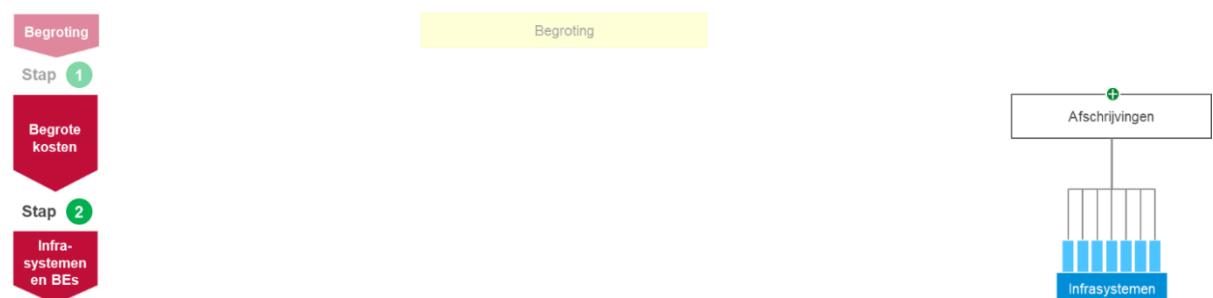 Begroting
Begroting
Stap 1
Begrote
kosten
Afschrijvingen
Stap 2
Infra-
systemen
en BEs
Infrasystemen